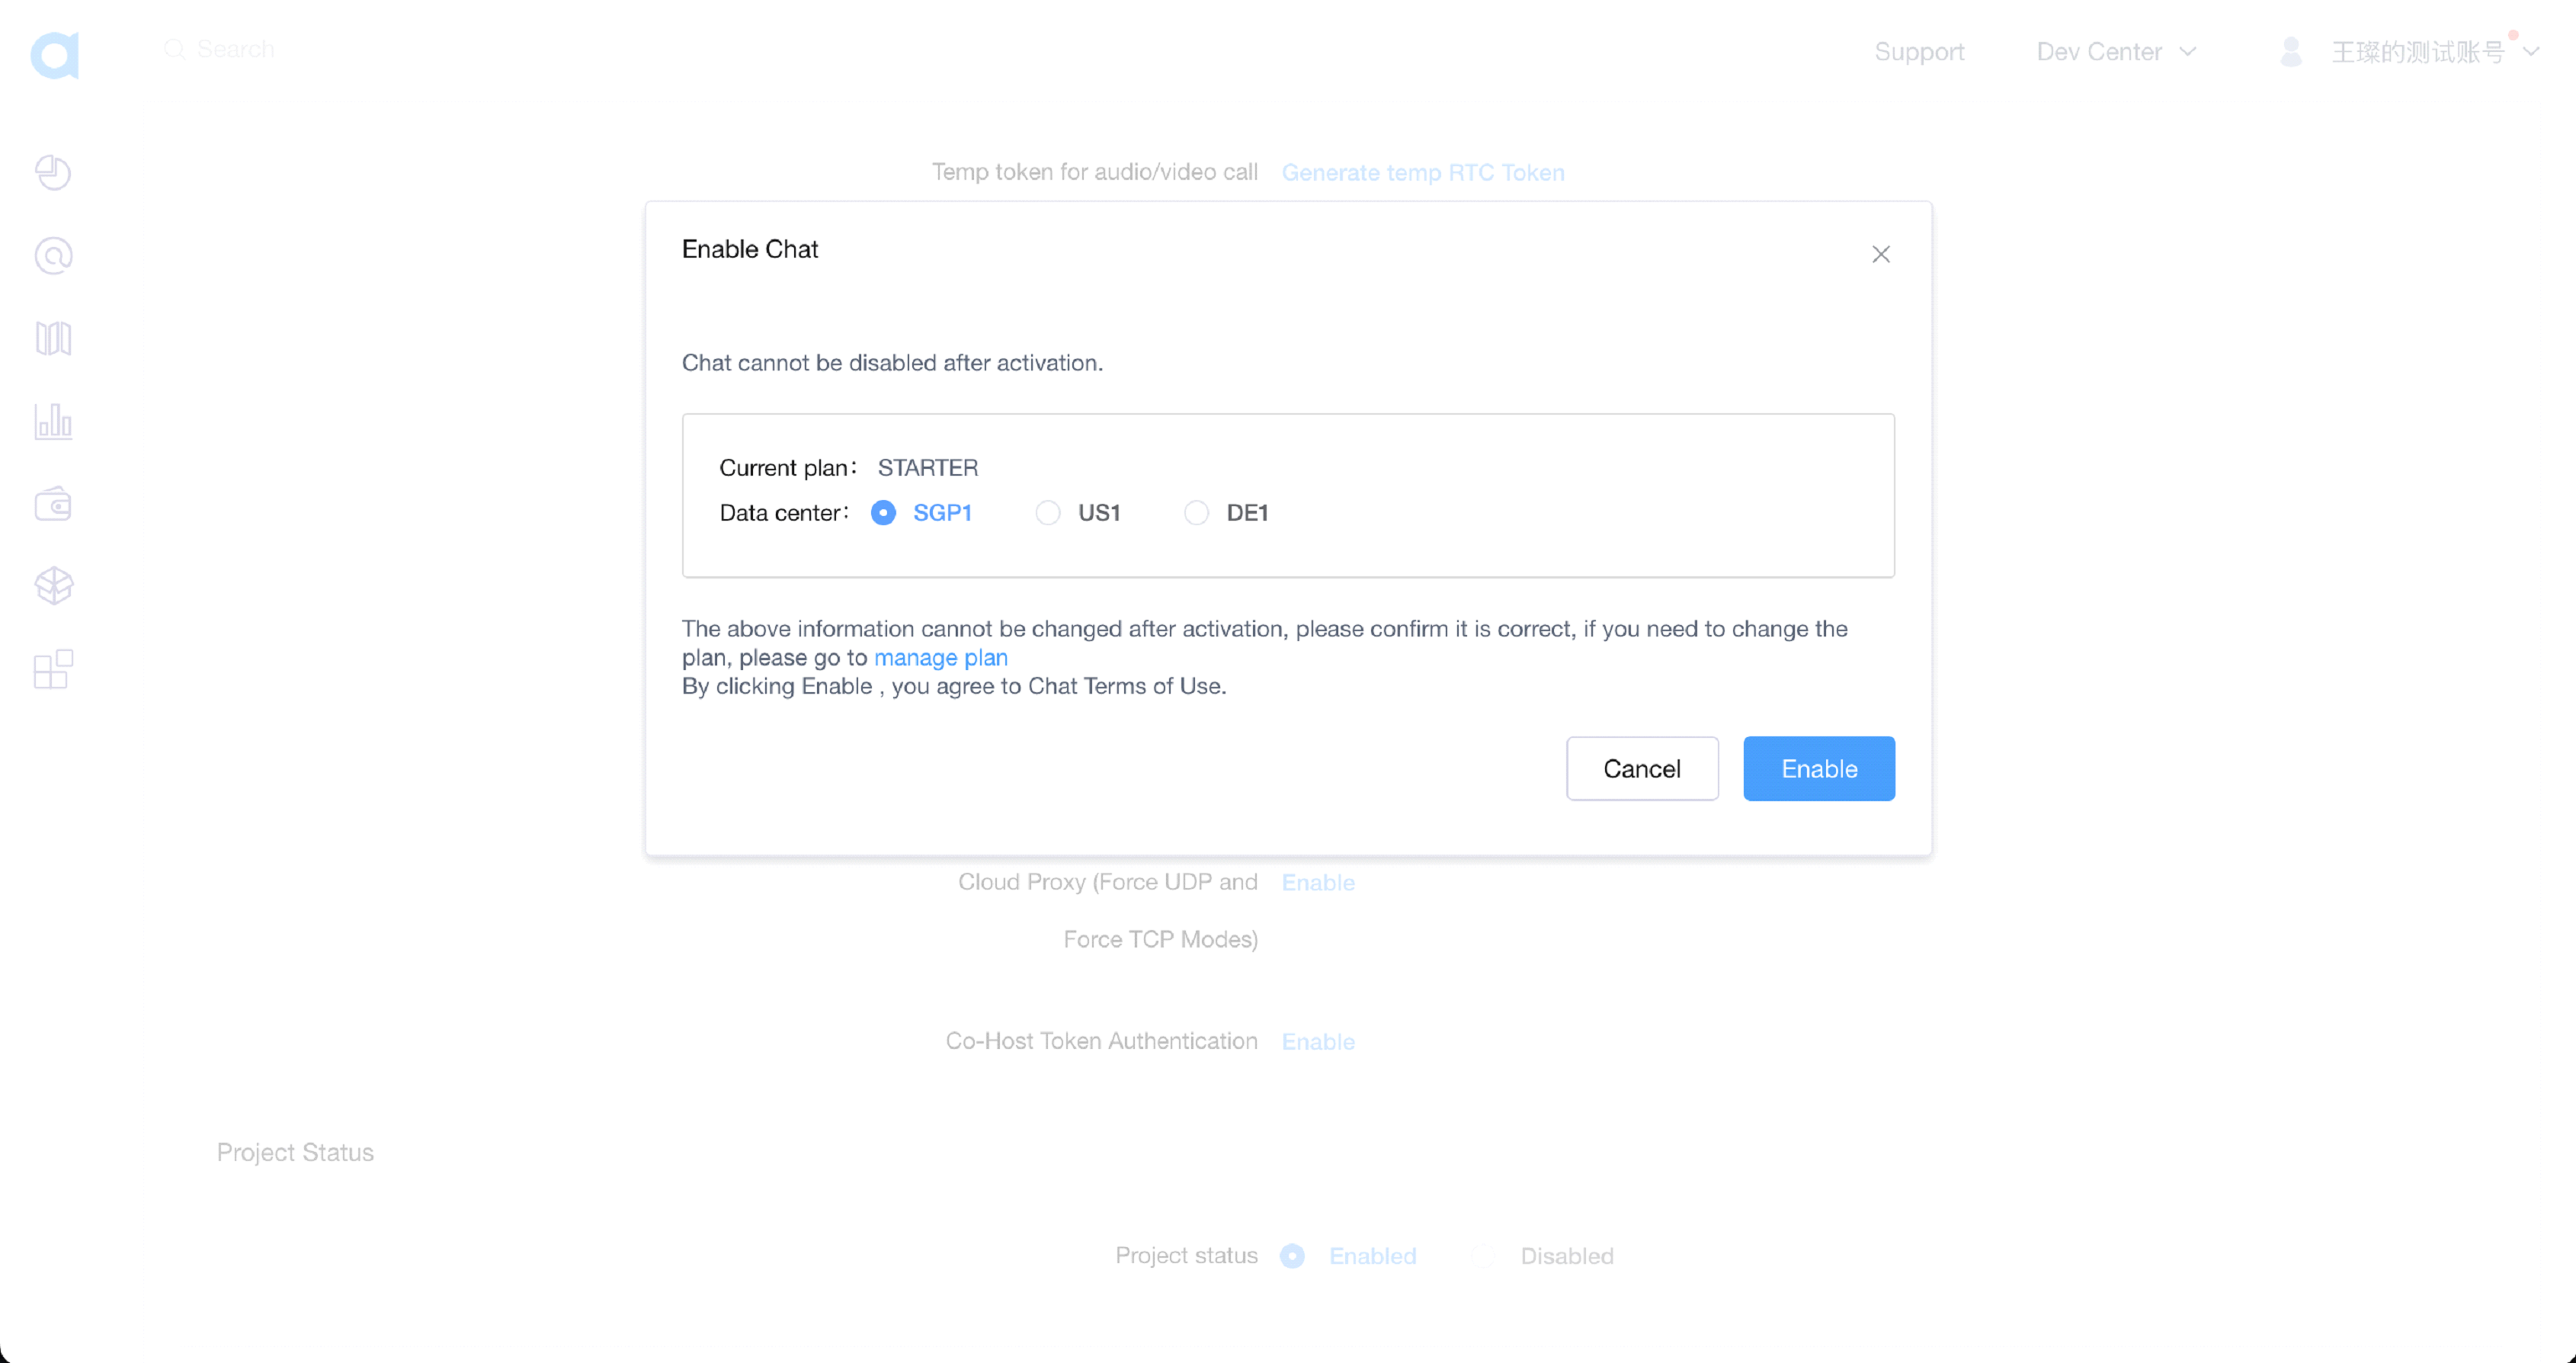 Search
Support
Dev Center
王璨的测试账号
Temp token for audio/video call Generate temp RTC Token
Enable Chat
Chat cannot be disabled after activation.
Current plan： STARTER
Data center： SGP1 US1 DE1
The above information cannot be changed after activation, please confirm it is correct, if you need to change the
plan, please go to manage plan
By clicking Enable , you agree to Chat Terms of Use.
Cancel
Enable
Cloud Proxy (Force UDP and Enable
Force TCP Modes)
Co-Host Token Authentication Enable
Project Status
Project status Enabled Disabled